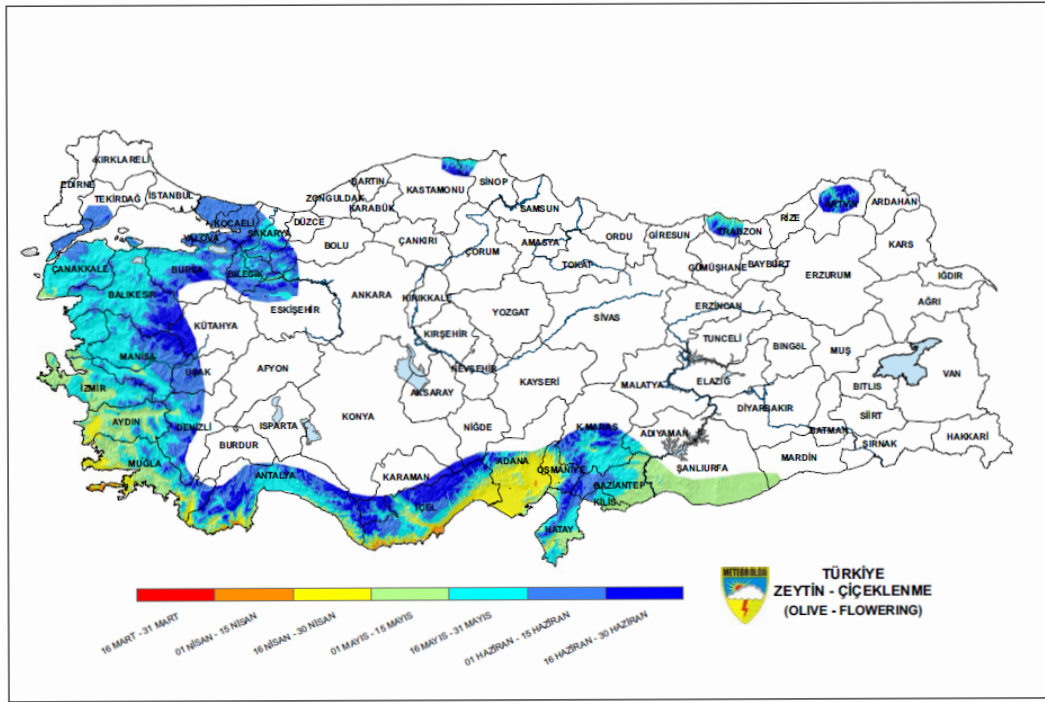 KIRKLARELİ
EDİRNE
TEKİRDAĞ
İSTANBUL
KOCAELİ
YALOVA
SAKARYA
DÜZCE
ZONGULDAK
BARTIN
KARABÜK
KASTAMONU
SİNOP
SAMSUN
BOLU
ÇANKIRI
ÇORUM
AMASYA
TOKAT
ORDU
GİRESUN
TRABZON
RİZE
ARTVİN
ARDAHAN
KARS
GÜMÜŞHANE
BAYBURT
ERZURUM
IĞDIR
AĞRI
ÇANAKKALE
BALIKESİR
BURSA
BİLECİK
ESKİŞEHİR
ANKARA
KIRIKKALE
YOZGAT
SİVAS
ERZİNCAN
TUNCELİ
BİNGöL
MUŞ
KÜTAHYA
KIRŞEHİR
MANİSA
UŞAK
AFYON
NEVŞEHİR
KAYSERİ
MALATYA
ELAZIĞ
BITLIS
VAN
İZMİR
AKSARAY
DİYARBAKIR
SİİRT
AYDIN
DENİZLİ
ISPARTA
KONYA
NİĞDE
K.MARAŞ
ADIYAMAN
BATMAN
ŞIRNAK
HAKKARİ
BURDUR
MUĞLA
ANTALYA
KARAMAN
İÇEL
ADANA
OSMANİYE
GAZİANTEP
KİLİS
ŞANLIURFA
MARDİN
HATAY
16 MART - 31 MART
01 NİSAN - 15 NİSAN
16 NİSAN - 30 NİSAN
01 MAYIS - 15 MAYIS
16 MAYIS - 31 MAYIS
01 HAZİRAN - 15 HAZİRAN
16 HAZİRAN - 30 HAZİRAN
METEOROLOJİ
TÜRKİYE
ZEYTİN - ÇİÇEKLENME
(OLIVE - FLOWERING)